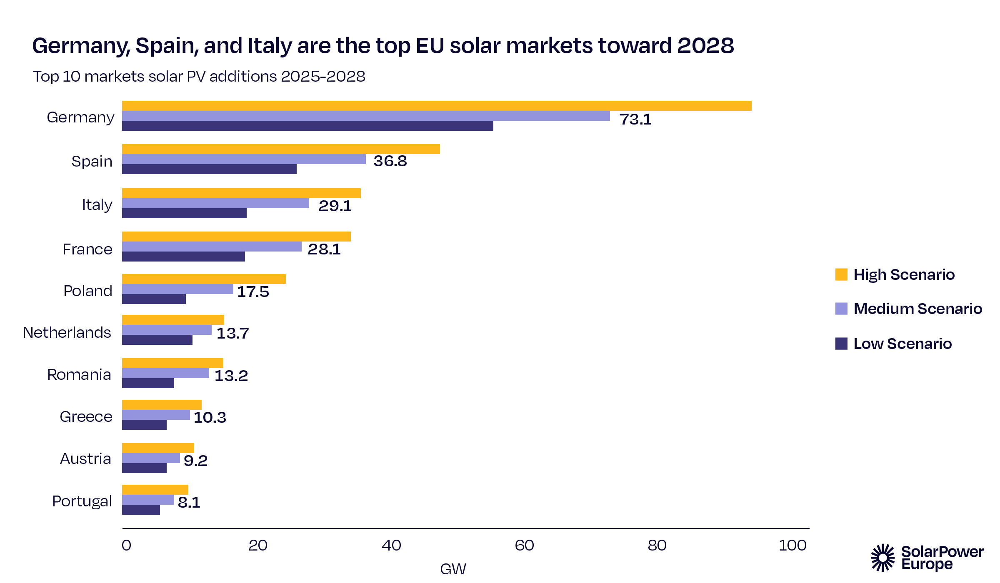 Germany, Spain, and Italy are the top EU solar markets toward 2028
Top 10 markets solar PV additions 2025-2028
Germany
73.1
Spain
36.8
Italy
29.1
France
28.1
Poland
17.5
Netherlands
13.7
Romania
13.2
Greece
10.3
Austria
9.2
Portugal
8.1
High Scenario
Medium Scenario
Low Scenario
0 20 40 60 80 100
GW
SolarPower
Europe